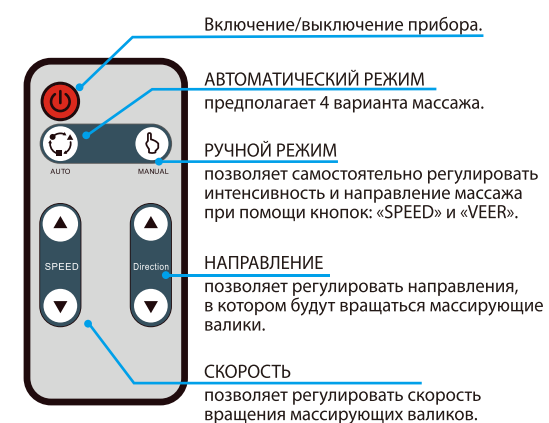 Включение/выключение прибора.
АВТОМАТИЧЕСКИЙ РЕЖИМ
предполагает 4 варианта массажа.
AUTO
MANUAL
РУЧНОЙ РЕЖИМ
позволяет самостоятельно регулировать
интенсивность и направление массажа
при помощи кнопок: «SPEED» и «VEER».
SPEED
Direction
НАПРАВЛЕНИЕ
позволяет регулировать направления,
в котором будут вращаться массирующие
валики.
СКОРОСТЬ
позволяет регулировать скорость
вращения массирующих валиков.